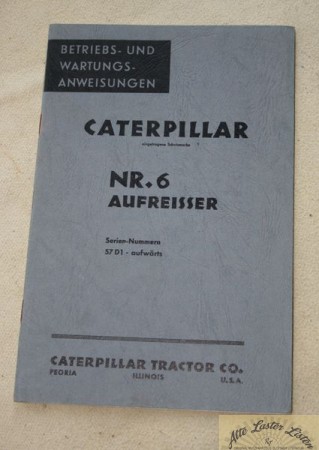 BETRIEBS- UND
WARTUNGS-
ANWEISUNGEN
CATERPILLAR
NR. 6
AUFREISSER
Serien-Nummern
57 D1 - aufwärts
CATERPILLAR TRACTOR CO.
PEORIA ILLINOIS U.S.A.
Alte Laster Listen